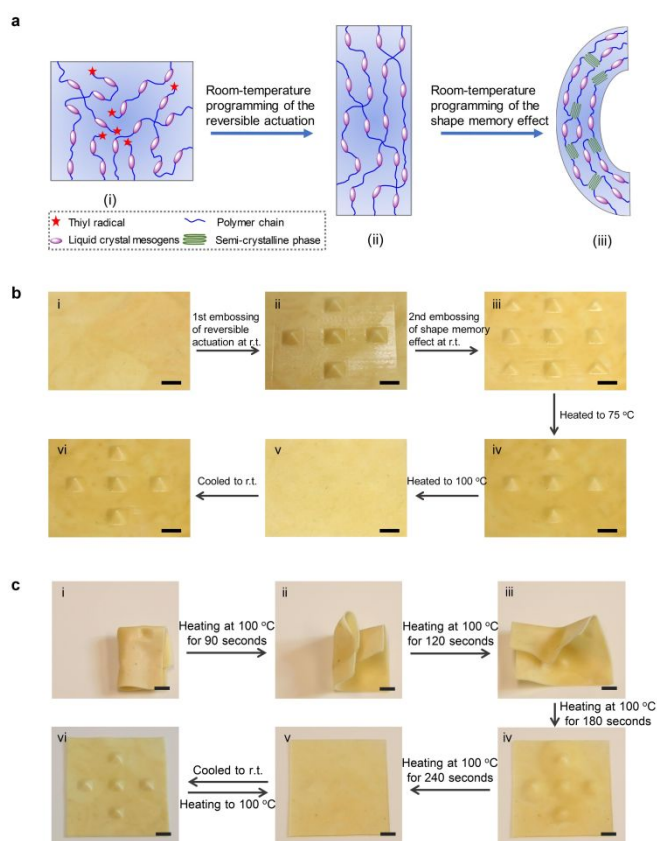 a
Room-temperature
programming of the
reversible actuation
Room-temperature
programming of the
shape memory effect
(i)
(ii)
(iii)
Thiyl radical
Polymer chain
Liquid crystal mesogens
Semi-crystalline phase
b
i
1st embossing
of reversible
actuation at r.t.
ii
2nd embossing
of shape memory
effect at r.t.
iii
Heated to 75 °C
vi
Cooled to r.t.
v
Heated to 100 °C
iv
c
i
Heating at 100 °C
for 90 seconds
ii
Heating at 100 °C
for 120 seconds
iii
Heating at 100 °C
for 180 seconds
vi
Cooled to r.t.
Heating to 100 °C
v
Heating at 100 °C
for 240 seconds
iv